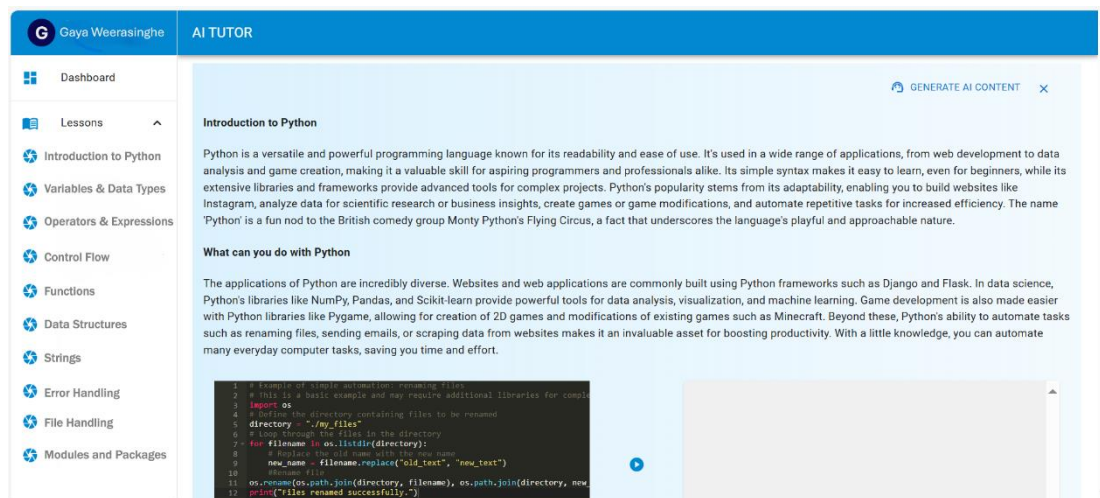 G Gaya Weerasinghe
AI TUTOR
Dashboard
Lessons
Introduction to Python
Variables & Data Types
Operators & Expressions
Control Flow
Functions
Data Structures
Strings
Error Handling
File Handling
Modules and Packages
GENERATE AI CONTENT
Introduction to Python
Python is a versatile and powerful programming language known for its readability and ease of use. It's used in a wide range of applications, from web development to data
analysis and game creation, making it a valuable skill for aspiring programmers and professionals alike. Its simple syntax makes it easy to learn, even for beginners, while its
extensive libraries and frameworks provide advanced tools for complex projects. Python's popularity stems from its adaptability, enabling you to build websites like
Instagram, analyze data for scientific research or business insights, create games or game modifications, and automate repetitive tasks for increased efficiency. The name
'Python' is a fun nod to the British comedy group Monty Python's Flying Circus, a fact that underscores the language's playful and approachable nature.
What can you do with Python
The applications of Python are incredibly diverse. Websites and web applications are commonly built using Python frameworks such as Django and Flask. In data science,
Python's libraries like NumPy, Pandas, and Scikit-learn provide powerful tools for data analysis, visualization, and machine learning. Game development is also made easier
with Python libraries like Pygame, allowing for creation of 2D games and modifications of existing games such as Minecraft. Beyond these, Python's ability to automate tasks
such as renaming files, sending emails, or scraping data from websites makes it an invaluable asset for boosting productivity. With a little knowledge, you can automate
many everyday computer tasks, saving you time and effort.
1 # Example of simple automation: renaming files
2 # This is a basic example and may require additional libraries for comple
3 import os
4 # Define the directory containing files to be renamed
5 directory = "./my_files"
6 # Loop through the files in the directory
7 for filename in os.listdir(directory):
8 # Replace the old name with the new name
9 new_name = filename.replace("old_text", "new_text")
10 #Rename file
11 os.rename(os.path.join(directory, filename), os.path.join(directory, new_
12 print("Files renamed successfully.")